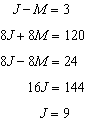 J − M = 3
8J + 8M = 120
8J − 8M = 24
16J = 144
J = 9